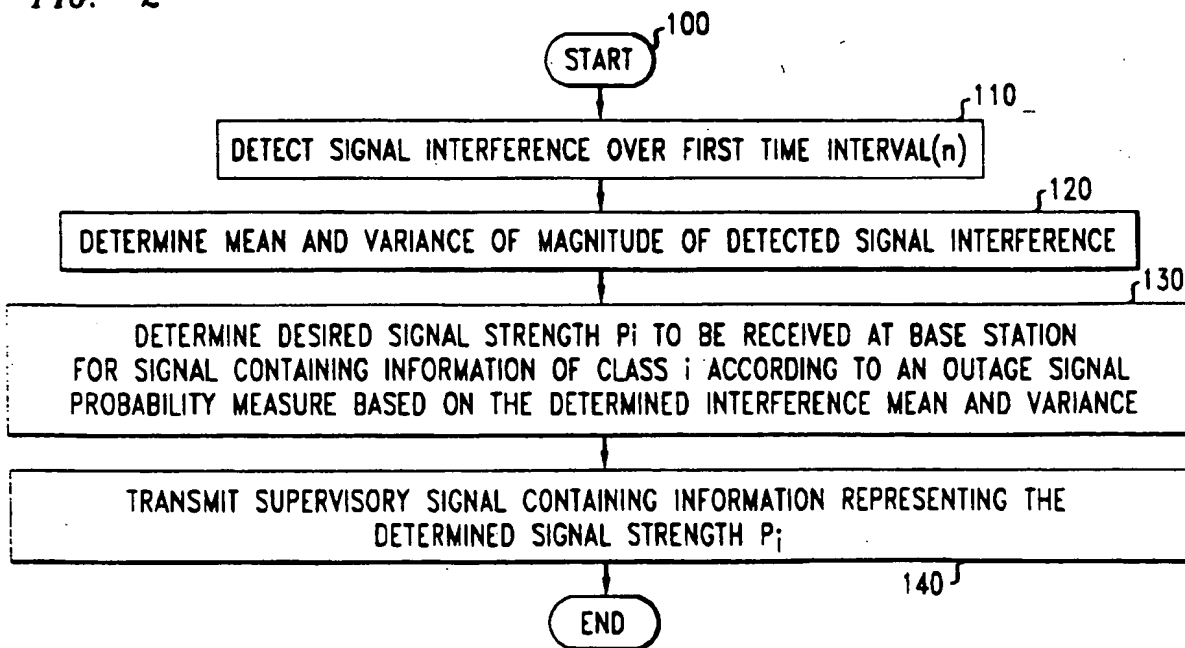 FIG. 2
100
START
110
DETECT SIGNAL INTERFERENCE OVER FIRST TIME INTERVAL(n)
120
DETERMINE MEAN AND VARIANCE OF MAGNITUDE OF DETECTED SIGNAL INTERFERENCE
130
DETERMINE DESIRED SIGNAL STRENGTH Pi TO BE RECEIVED AT BASE STATION
FOR SIGNAL CONTAINING INFORMATION OF CLASS i ACCORDING TO AN OUTAGE SIGNAL
PROBABILITY MEASURE BASED ON THE DETERMINED INTERFERENCE MEAN AND VARIANCE
TRANSMIT SUPERVISORY SIGNAL CONTAINING INFORMATION REPRESENTING THE
DETERMINED SIGNAL STRENGTH Pi
140
END